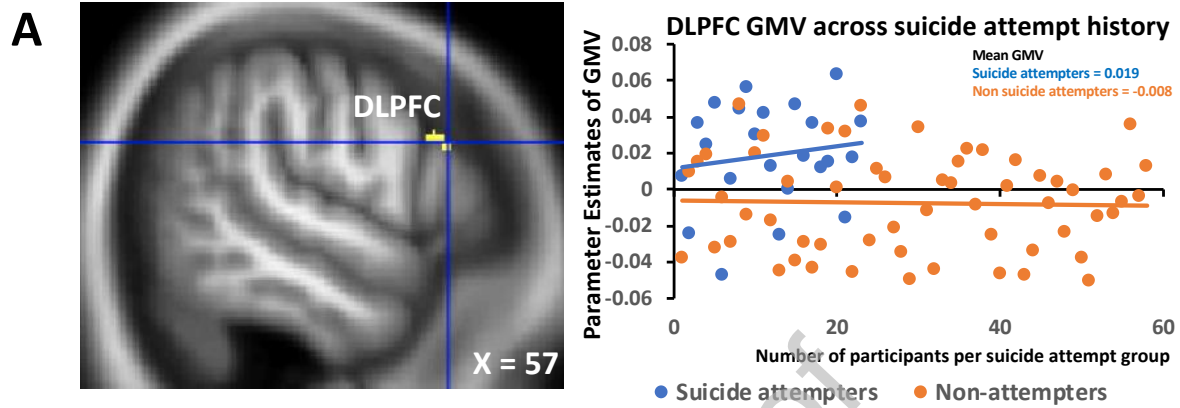 A
DLPFC
X = 57
DLPFC GMV across suicide attempt history
Mean GMV
Suicide attempters = 0.019
Non suicide attempters = -0.008
Parameter Estimates of GMV
0.08
0.06
0.04
0.02
0
-0.02
-0.04
-0.06
0 20 40 60
Number of participants per suicide attempt group
Suicide attempters Non-attempters